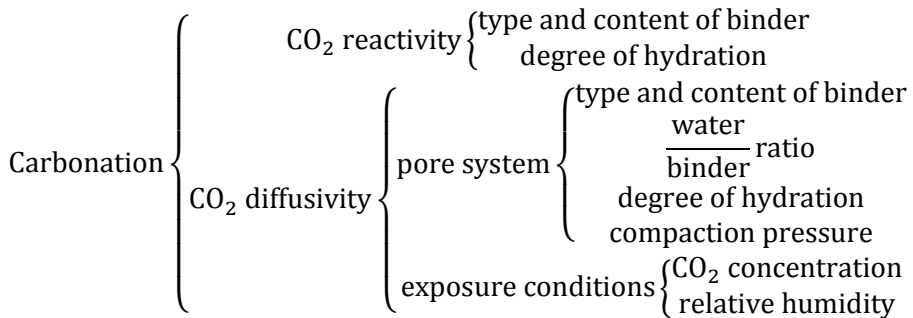 CO₂ reactivity
type and content of binder
degree of hydration
Carbonation
CO₂ diffusivity
pore system
type and content of binder
water
binder
ratio
degree of hydration
compaction pressure
exposure conditions
CO₂ concentration
relative humidity